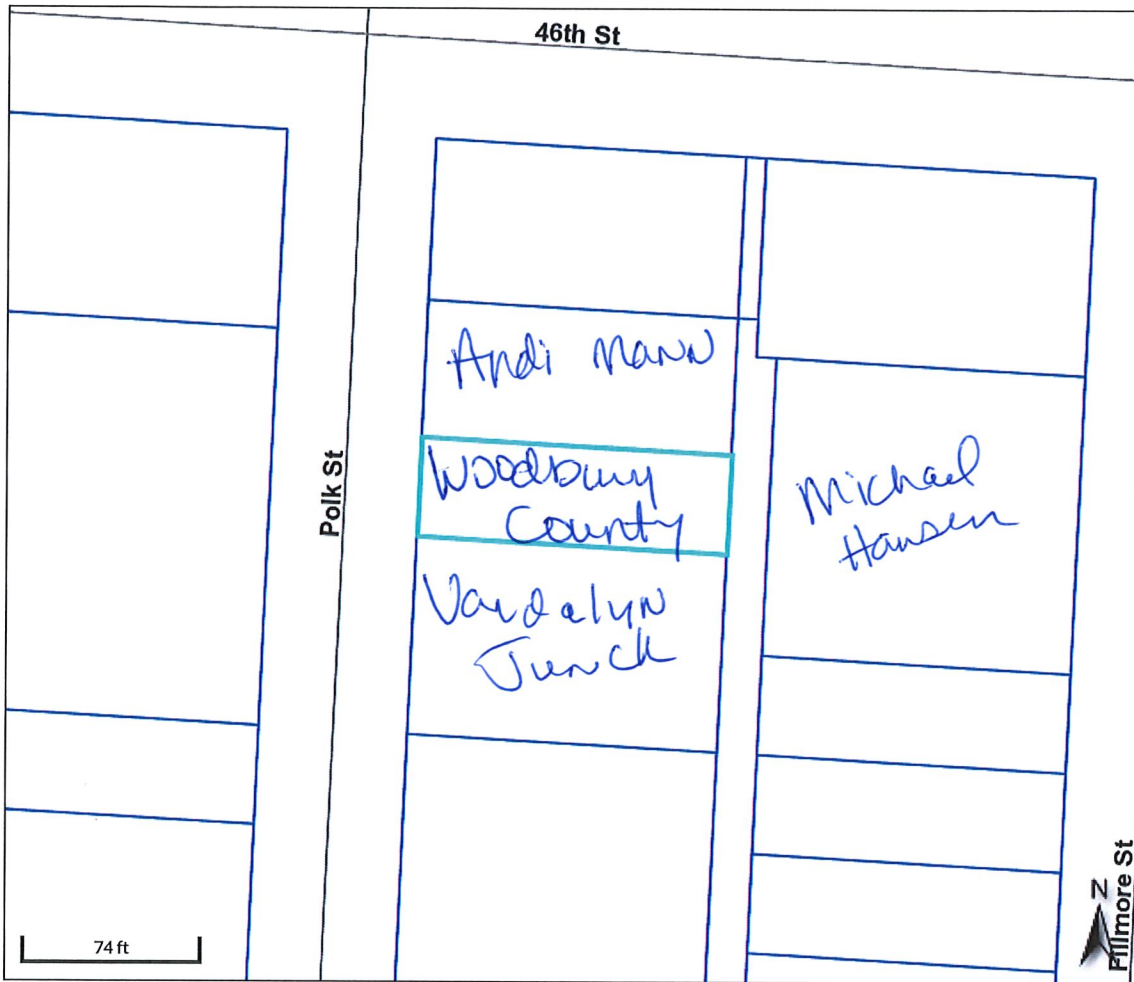 46th St
Andi Mann
Polk St
Woodbury
County
Michael
Hansen
Vandalyn
Junck
74 ft
N
Fillmore St